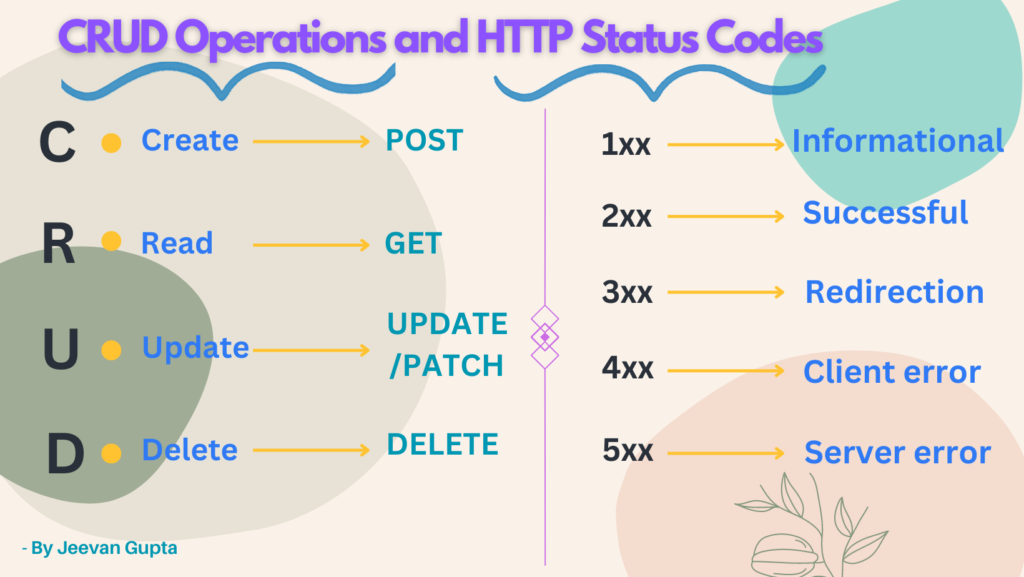 CRUD Operations and HTTP Status Codes
C Create POST
R Read GET
U Update UPDATE
/PATCH
D Delete DELETE
1xx Informational
2xx Successful
3xx Redirection
4xx Client error
5xx Server error
- By Jeevan Gupta